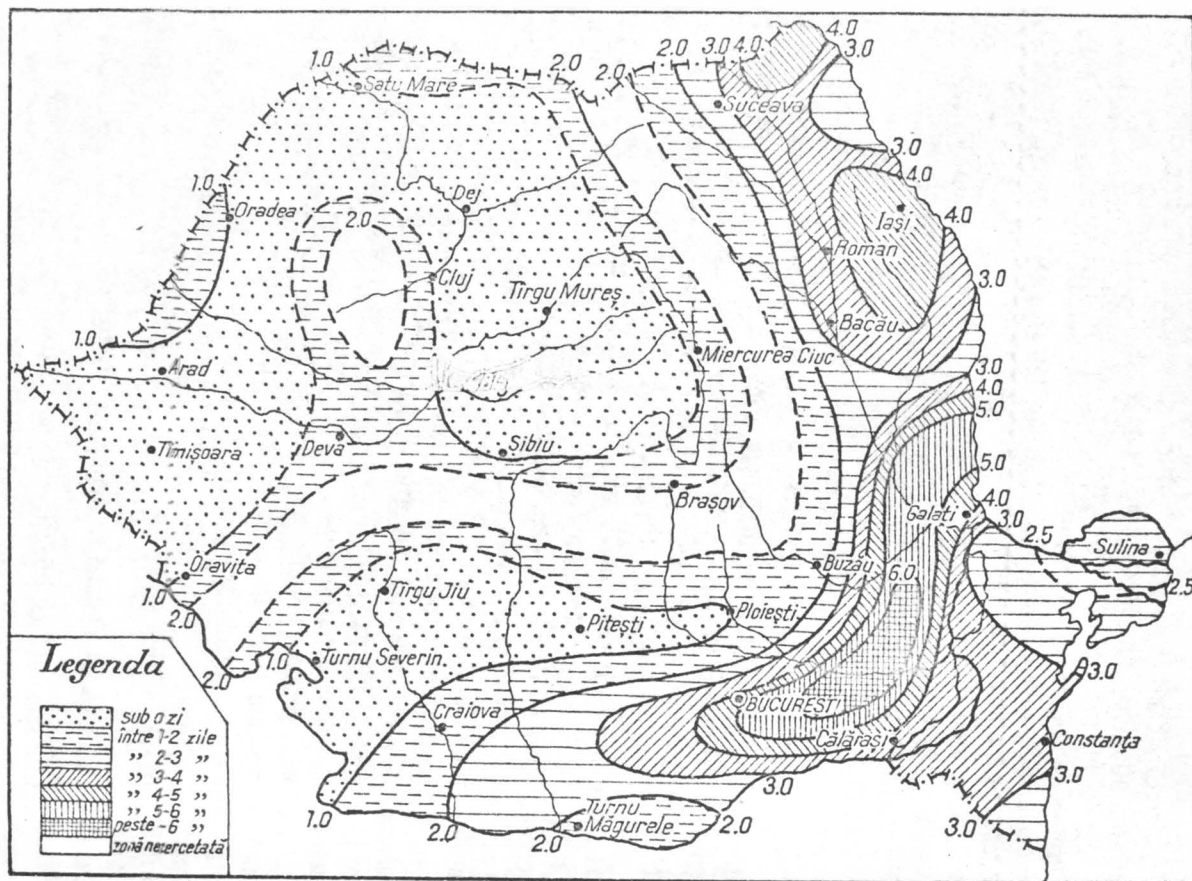 1.0
2.0
2.0
2.0
3.0
4.0
4.0
3.0
Satu Mare
Suceava
1.0
Oradea
2.0
Dej
3.0
4.0
Iași
4.0
Roman
Cluj
Tîrgu Mureș
3.0
1.0
Arad
Bacău
Miercurea Ciuc
3.0
4.0
5.0
Timișoara
Deva
Sibiu
Brașov
5.0
4.0
3.0
Galați
2.5
Sulina
2.5
Oravița
1.0
2.0
Tîrgu Jiu
Buzău
6.0
Ploiești
Pitești
2.0
1.0
Turnu Severin
3.0
BUCUREȘTI
Craiova
Călărași
Constanța
3.0
3.0
3.0
1.0
2.0
2.0
Turnu
Măgurele
2.0
Legenda
sub o zi
între 1-2 zile
„ 2-3 „
„ 3-4 „
„ 4-5 „
„ 5-6 „
peste -6 „
zonă necercetată